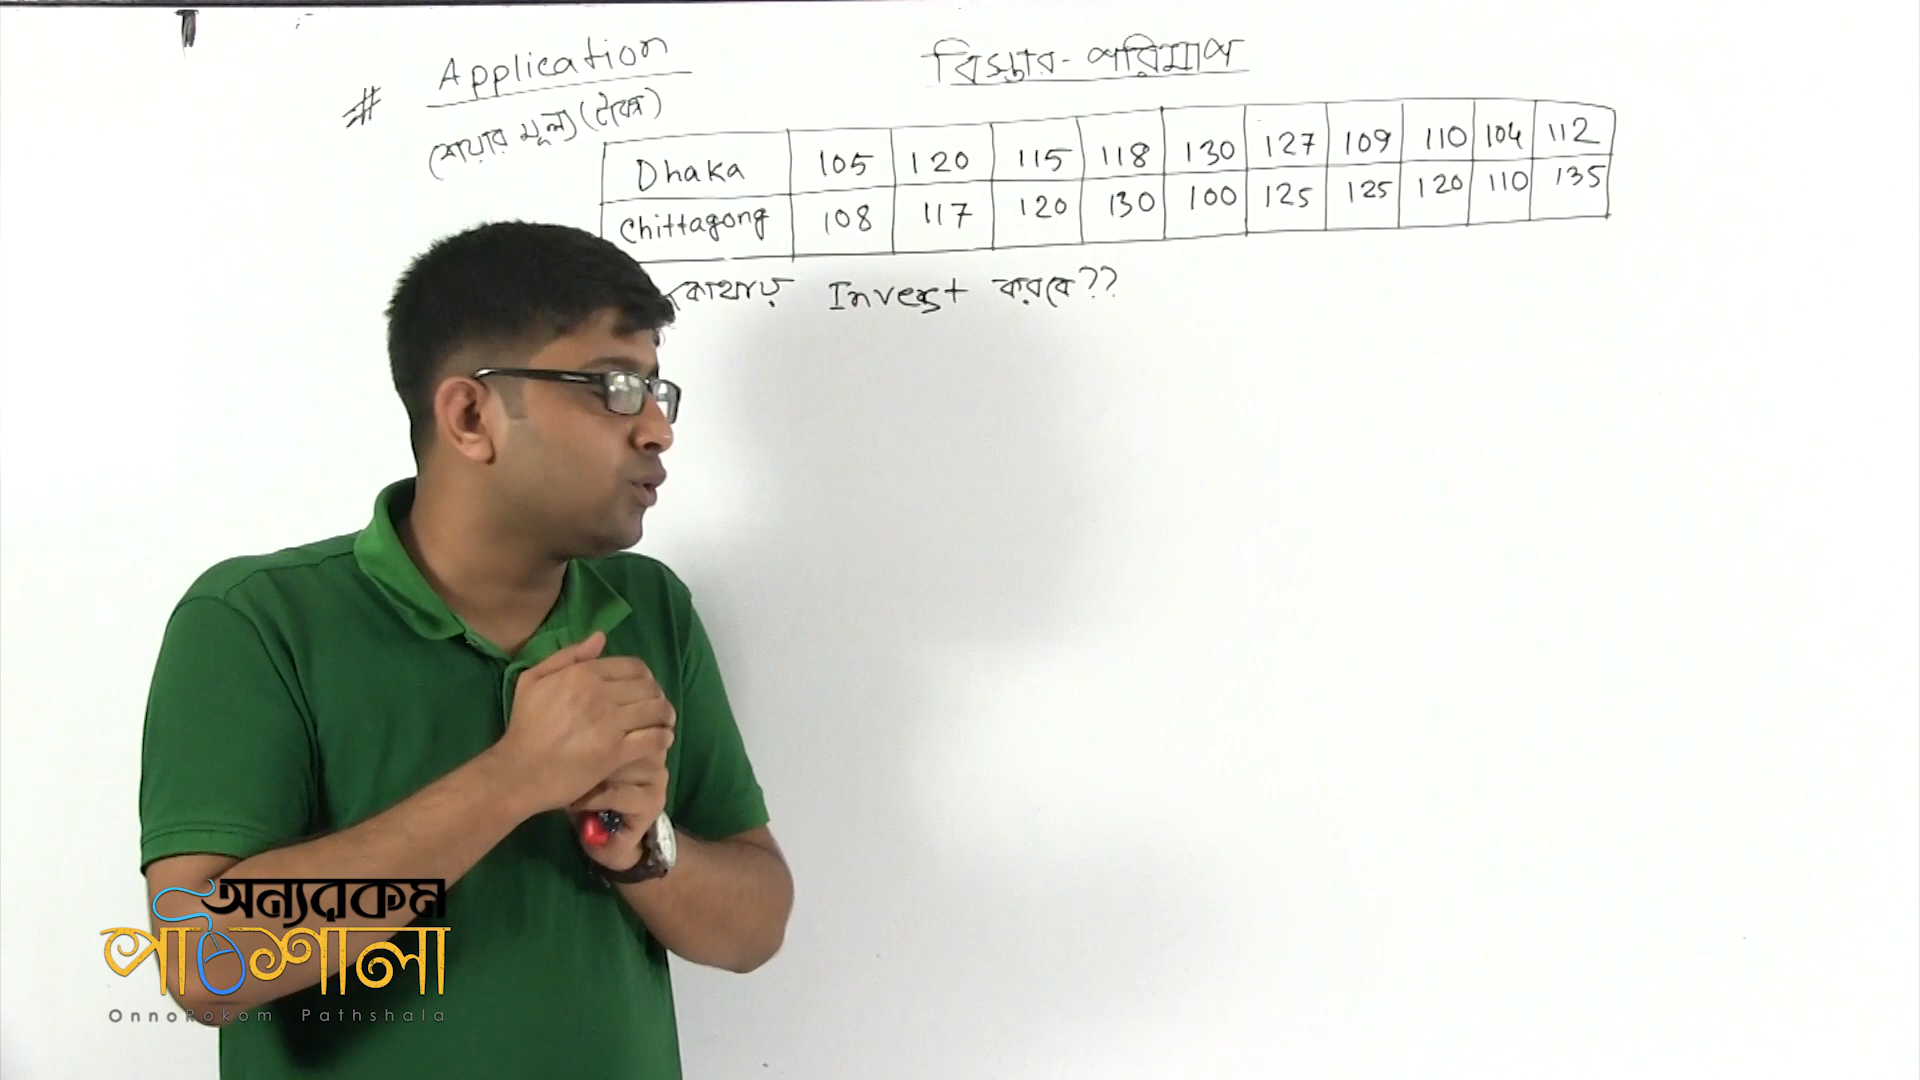 # Application
বিস্তার-পরিমাপ
শেয়ার মূল্য (টাকা)
Dhaka 105 120 115 118 130 127 109 110 104 112
Chittagong 108 117 120 130 100 125 125 120 110 135
কোথায় Invest করবে??
অন্যরকম
পাঠশালা
OnnoRokom Pathshala